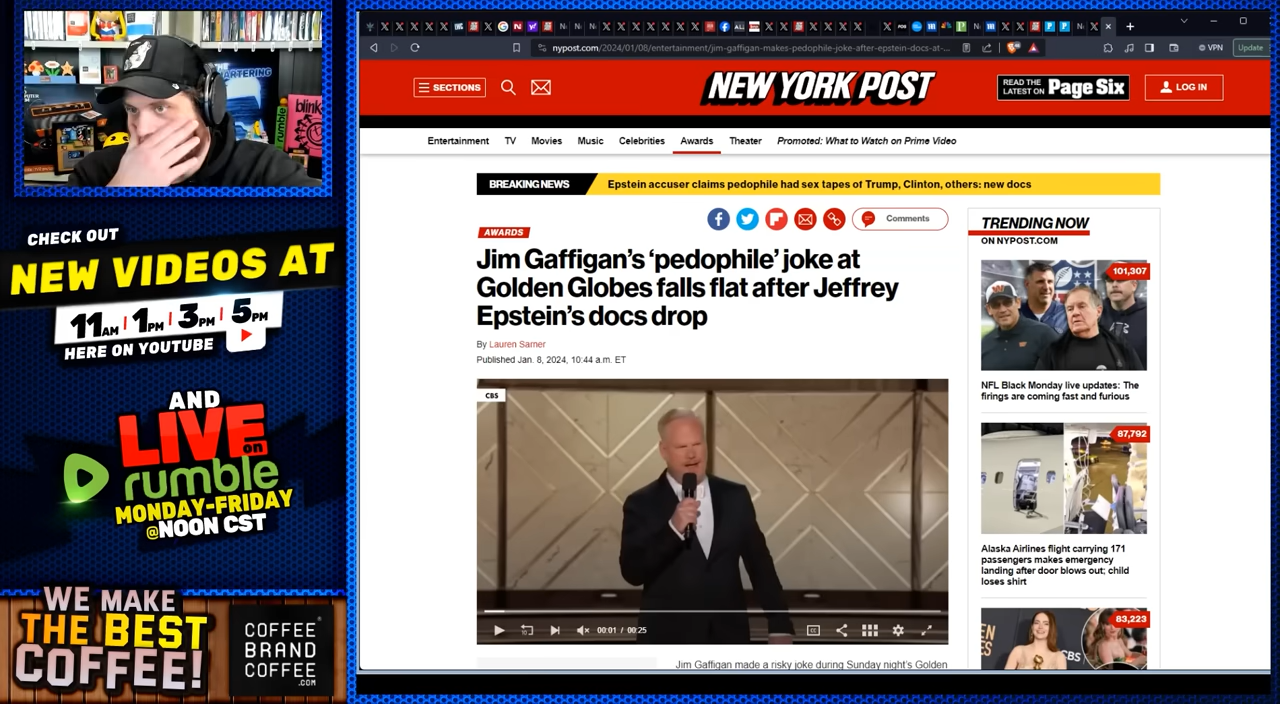 CHARTERING
rumble
blink
CHECK OUT
NEW VIDEOS AT
11AM | 1PM | 3PM | 5PM
HERE ON YOUTUBE
AND
LIVE on
rumble
MONDAY-FRIDAY
@NOON CST
WE MAKE
THE BEST
COFFEE!
COFFEE
BRAND
COFFEE
.COM
nypost.com/2024/01/08/entertainment/jim-gaffigan-makes-pedophile-joke-after-epstein-docs-at-...
VPN
Update
SECTIONS
NEW YORK POST
READ THE
LATEST ON
Page Six
LOG IN
Entertainment TV Movies Music Celebrities Awards Theater Promoted: What to Watch on Prime Video
BREAKING NEWS Epstein accuser claims pedophile had sex tapes of Trump, Clinton, others: new docs
Comments
AWARDS
Jim Gaffigan's 'pedophile' joke at
Golden Globes falls flat after Jeffrey
Epstein's docs drop
By Lauren Sarner
Published Jan. 8, 2024, 10:44 a.m. ET
CBS
00:01 / 00:25
Jim Gaffigan made a risky joke during Sunday night's Golden
TRENDING NOW
ON NYPOST.COM
101,307
NFL Black Monday live updates: The
firings are coming fast and furious
87,792
Alaska Airlines flight carrying 171
passengers makes emergency
landing after door blows out; child
loses shirt
83,223